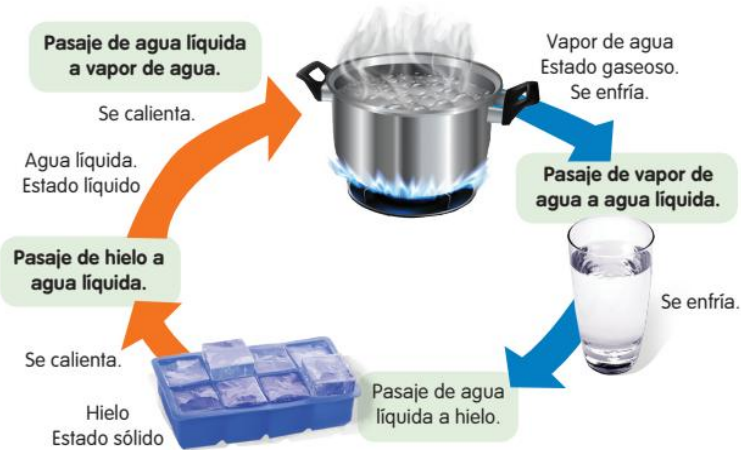 Pasaje de agua líquida
a vapor de agua.
Se calienta.
Agua líquida.
Estado líquido
Pasaje de hielo a
agua líquida.
Se calienta.
Hielo
Estado sólido
Vapor de agua
Estado gaseoso.
Se enfría.
Pasaje de vapor de
agua a agua líquida.
Se enfría.
Pasaje de agua
líquida a hielo.